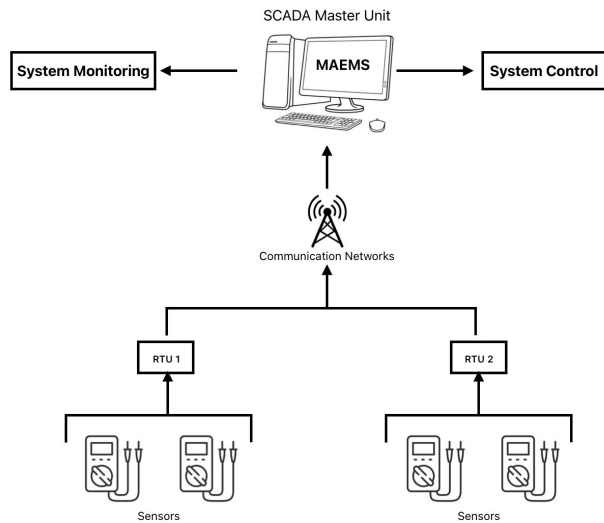 SCADA Master Unit
System Monitoring
MAEMS
System Control
Communication Networks
RTU 1
RTU 2
Sensors
Sensors